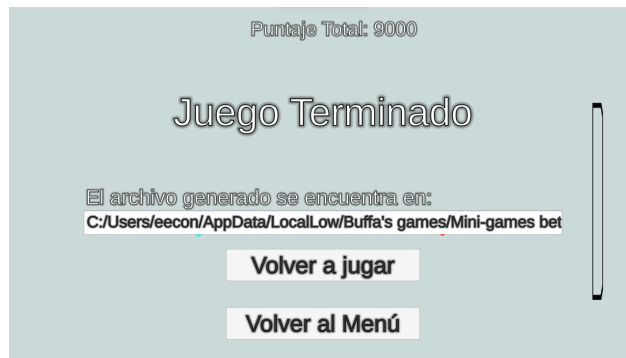 Puntaje Total: 9000
Juego Terminado
El archivo generado se encuentra en:
C:/Users/eecon/AppData/LocalLow/Buffa's games/Mini-games bet
Volver a jugar
Volver al Menú